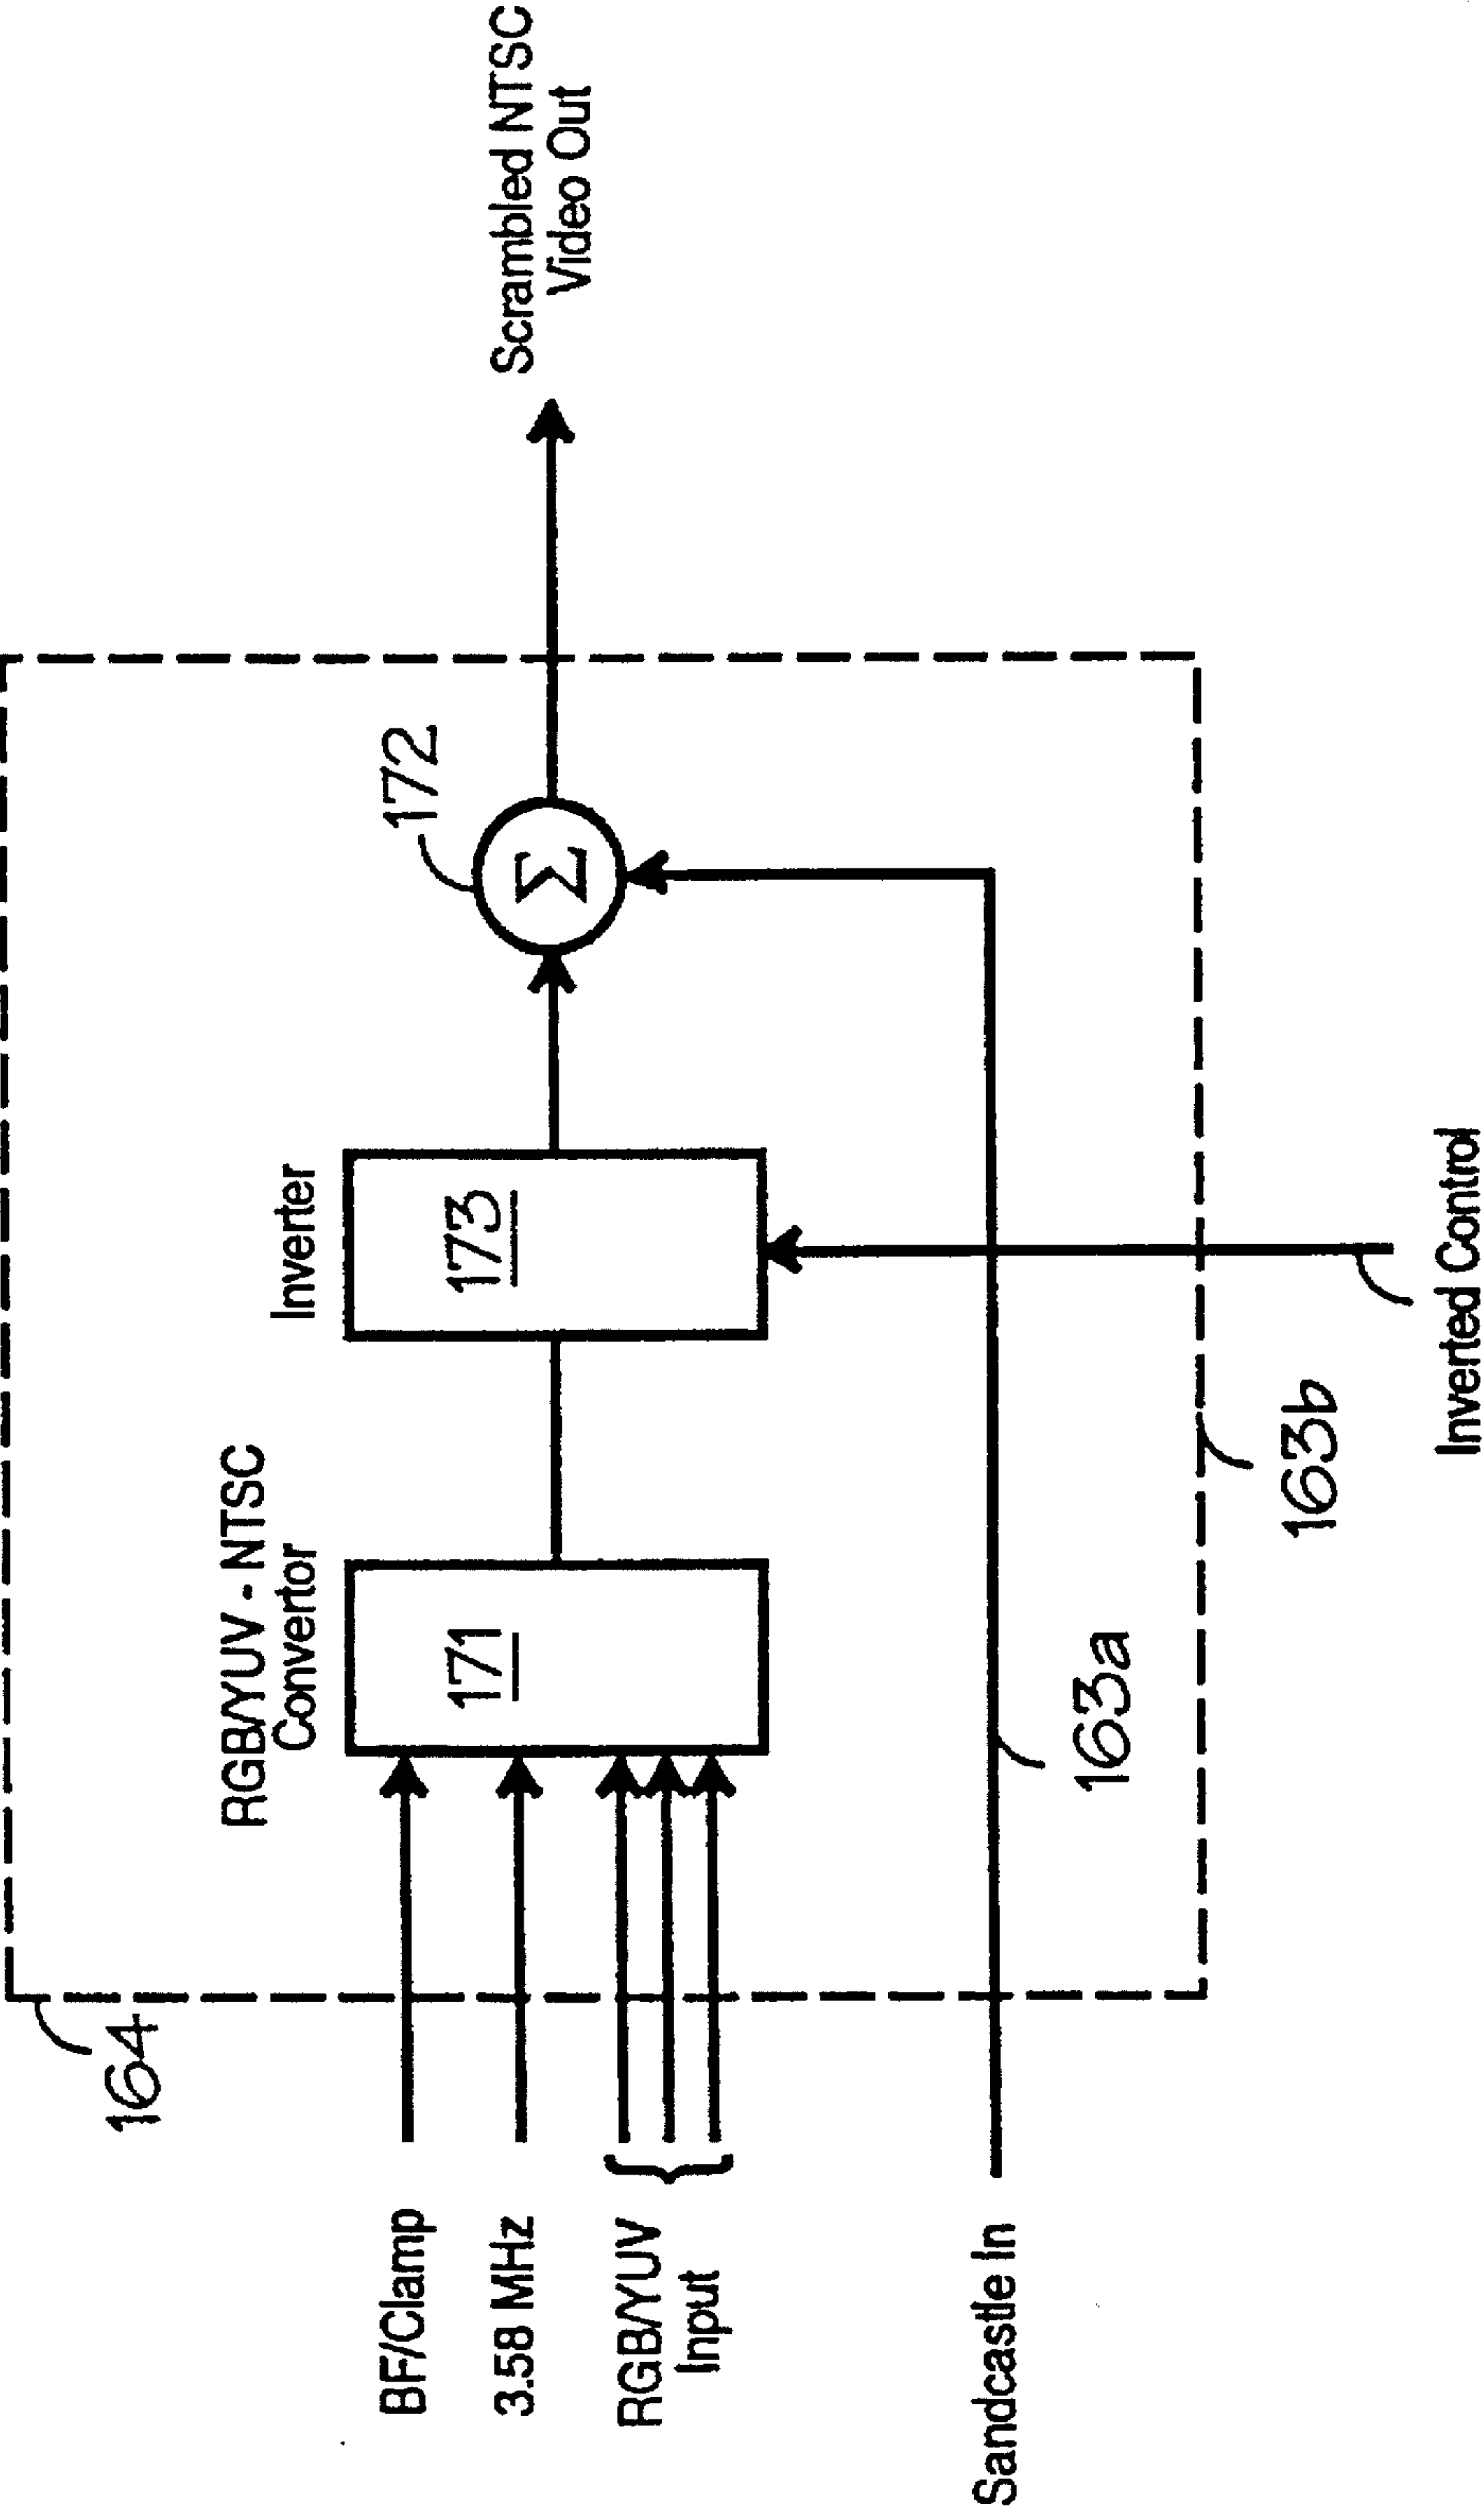 164
RGB/YUV - NTSC
Convertor
Inverter
BF/Clamp
171
173
172
3.58 MHz
Scrambled NTSC
Video Out
RGB/YUV
Input
Σ
Sandcastle In
163a
163b
Inverted Control